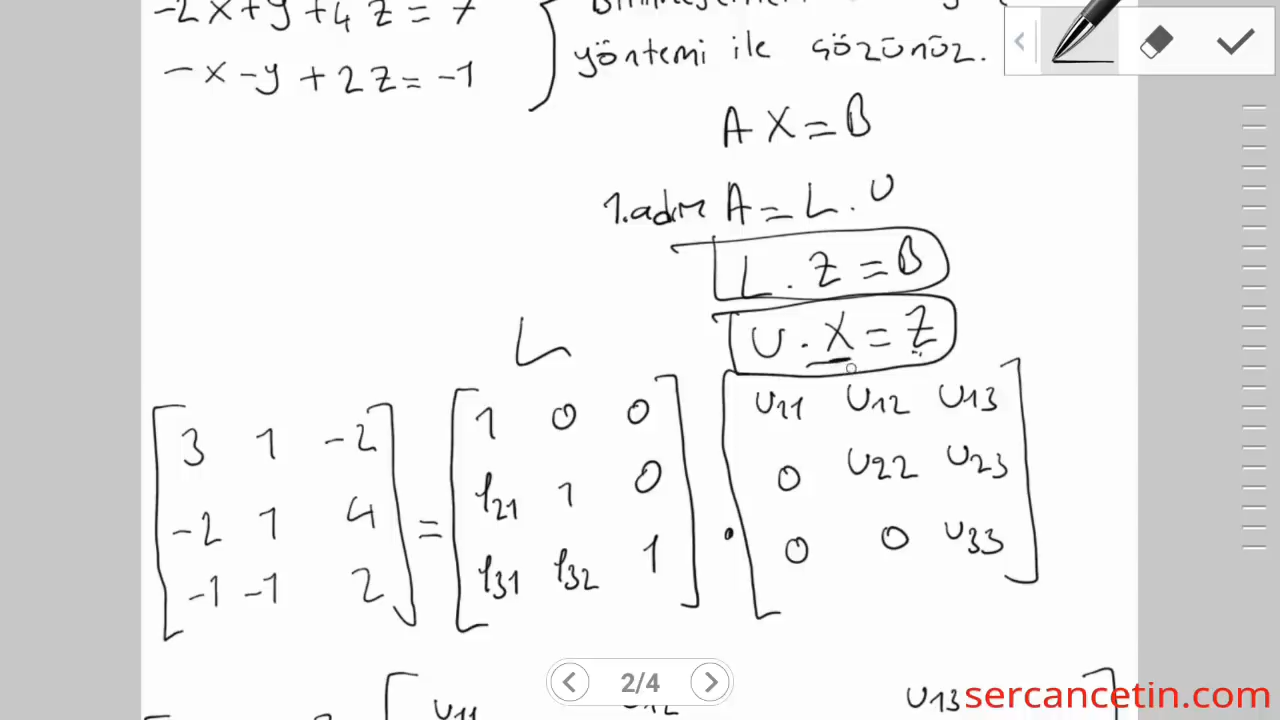 -2x+y+4z=7
-x-y+2z=-1
yöntemi ile çözünüz.
AX=B
1.adım A=L.U
L.Z=B
U.X=Z
L
[3 1 -2] = [1 0 0] . [U11 U12 U13]
[-2 1 4] [l21 1 0] [0 U22 U23]
[-1 -1 2] [l31 l32 1] [0 0 U33]
2/4
U11 U12 U13
sercancetin.com